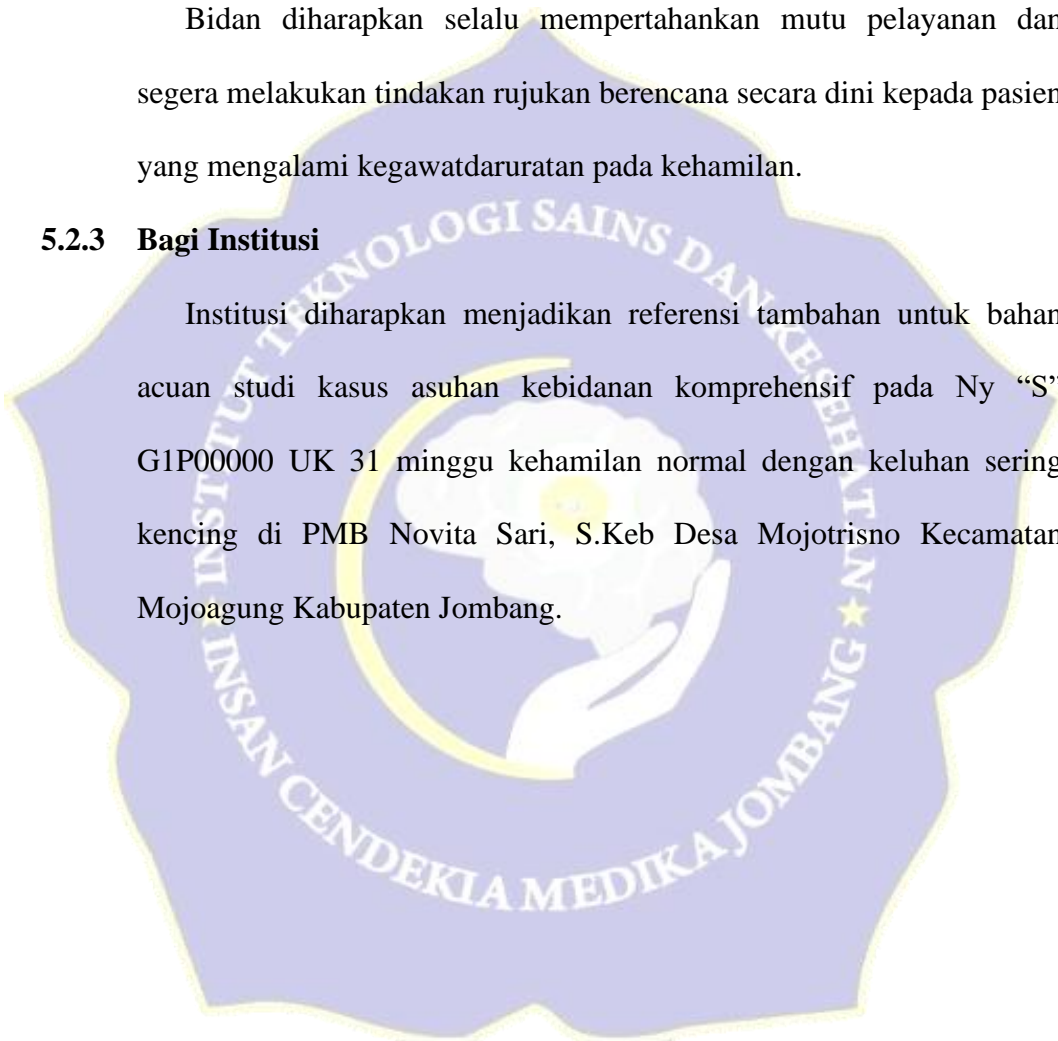 Bidan diharapkan selalu mempertahankan mutu pelayanan dan
segera melakukan tindakan rujukan berencana secara dini kepada pasien
yang mengalami kegawatdaruratan pada kehamilan.
5.2.3 Bagi Institusi
Institusi diharapkan menjadikan referensi tambahan untuk bahan
acuan studi kasus asuhan kebidanan komprehensif pada Ny “S”
G1P00000 UK 31 minggu kehamilan normal dengan keluhan sering
kencing di PMB Novita Sari, S.Keb Desa Mojotrisno Kecamatan
Mojoagung Kabupaten Jombang.
INSTITUT TEKNOLOGI SAINS DAN KESEHATAN
INSAN CENDEKIA MEDIKA JOMBANG